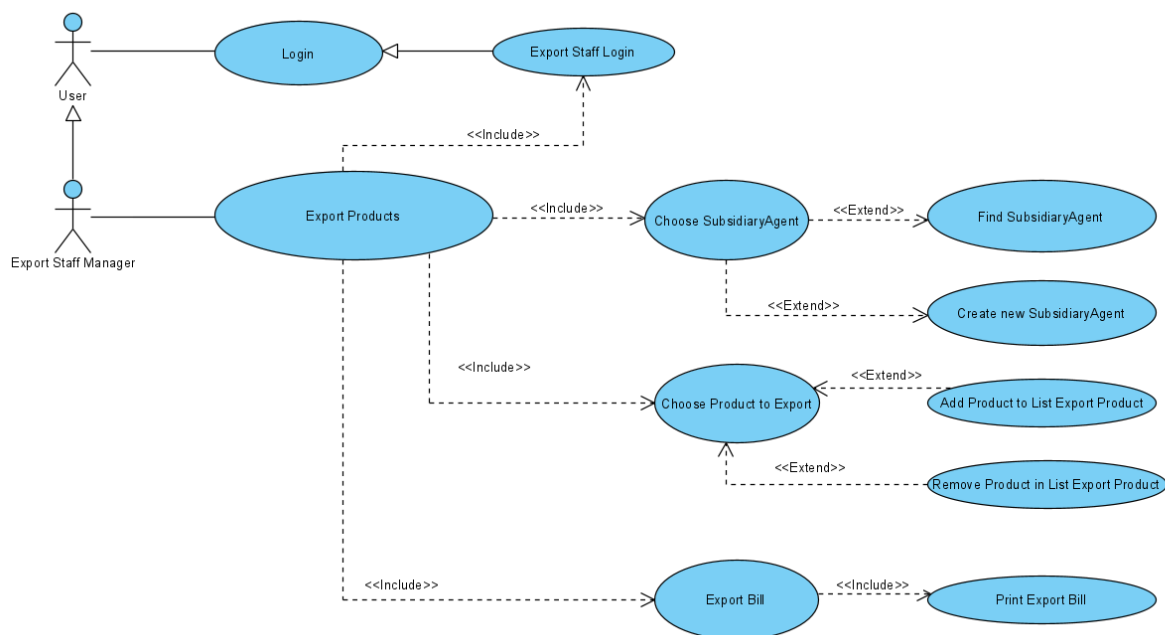 Login
Export Staff Login
User
<<Include>>
Export Products
<<Include>>
Choose SubsidiaryAgent
<<Extend>>
Find SubsidiaryAgent
Export Staff Manager
<<Extend>>
Create new SubsidiaryAgent
<<Include>>
Choose Product to Export
<<Extend>>
Add Product to List Export Product
<<Extend>>
Remove Product in List Export Product
<<Include>>
Export Bill
<<Include>>
Print Export Bill